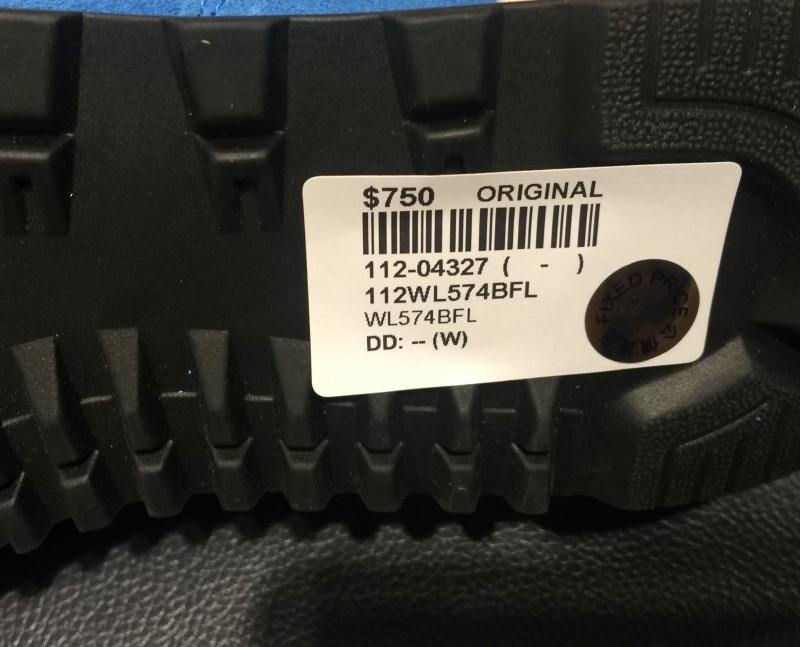 $750 ORIGINAL
112-04327 ( - )
112WL574BFL
WL574BFL
DD: -- (W)
FIXED PRICE